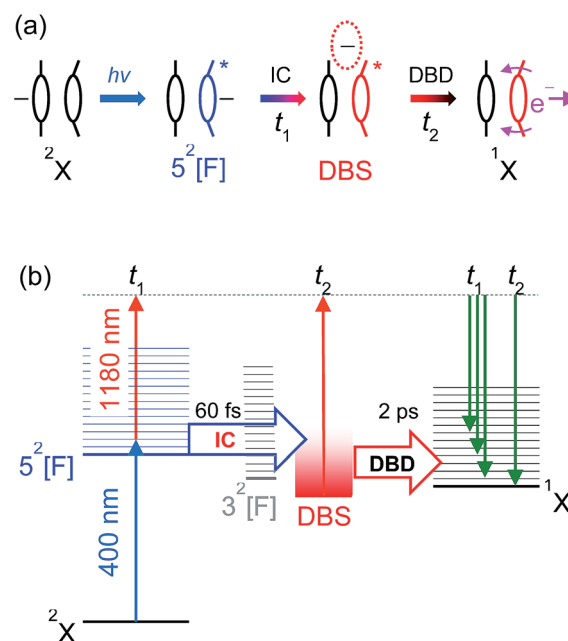 (a)
hν IC DBD
* * –
– – e⁻
t₁ t₂
²X 5²[F] DBS ¹X
(b)
t₁ t₂ t₁ t₂
1180 nm
60 fs 2 ps
IC
DBD
5²[F]
3²[F]
DBS
¹X
400 nm
²X